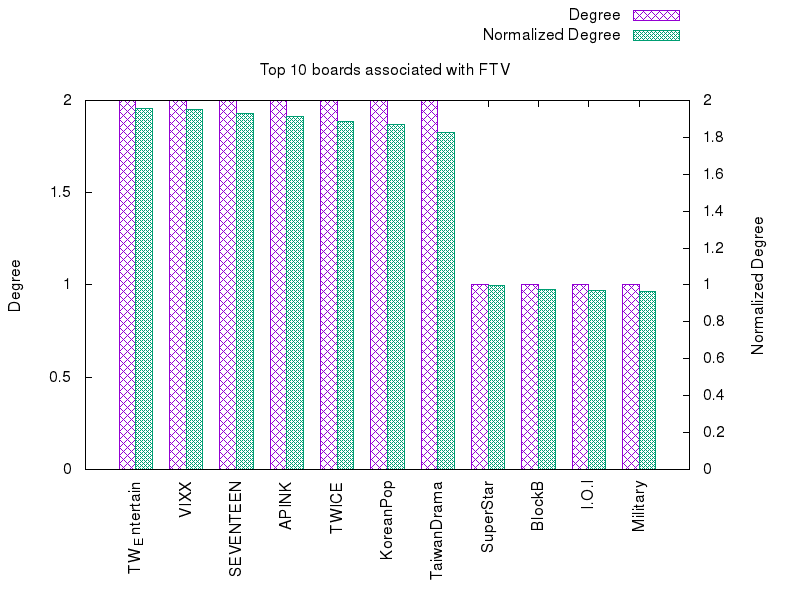 Degree
Normalized Degree
Top 10 boards associated with FTV
2
1.5
1
0.5
0
2
1.8
1.6
1.4
1.2
1
0.8
0.6
0.4
0.2
0
Degree
Normalized Degree
TWEntertain
VIXX
SEVENTEEN
APINK
TWICE
KoreanPop
TaiwanDrama
SuperStar
BlockB
I.O.I
Military